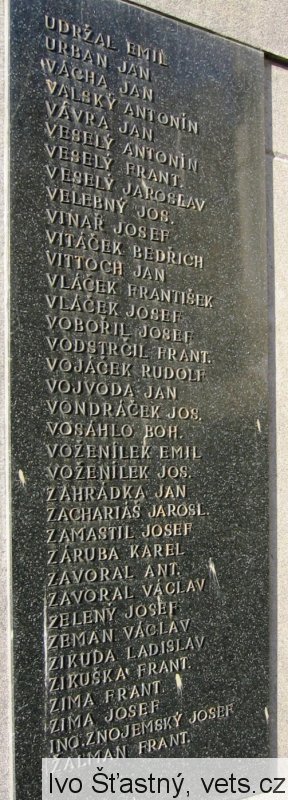 UDRŽAL EMIL
URBAN JAN
VÁCHA JAN
VALSKÝ ANTONÍN
VÁVRA JAN
VESELÝ ANTONÍN
VESELÝ FRANT.
VESELÝ JAROSLAV
VELEBNÝ JOS.
VINAŘ JOSEF
VITÁČEK BEDŘICH
VITTOCH JAN
VLÁČEK FRANTIŠEK
VLÁČEK JOSEF
VOBOŘIL JOSEF
VODSTRČIL FRANT.
VOJÁČEK RUDOLF
VOJVODA JAN
VONDRÁČEK JOS.
VOSÁHLO BOH.
VOŽENÍLEK EMIL
VOŽENÍLEK JOS.
ZAHRÁDKA JAN
ZACHARIÁŠ JAROSL.
ZAMASTIL JOSEF
ZÁRUBA KAREL
ZAVORAL ANT.
ZAVORAL VÁCLAV
ZELENÝ JOSEF
ZEMAN VÁCLAV
ZIKUDA LADISLAV
ZIKUŠKA FRANT.
ZIMA FRANT.
ZIMA JOSEF
ING. ZNOJEMSKÝ JOSEF
ŽALMAN FRANT.
Ivo Šťastný, vets.cz